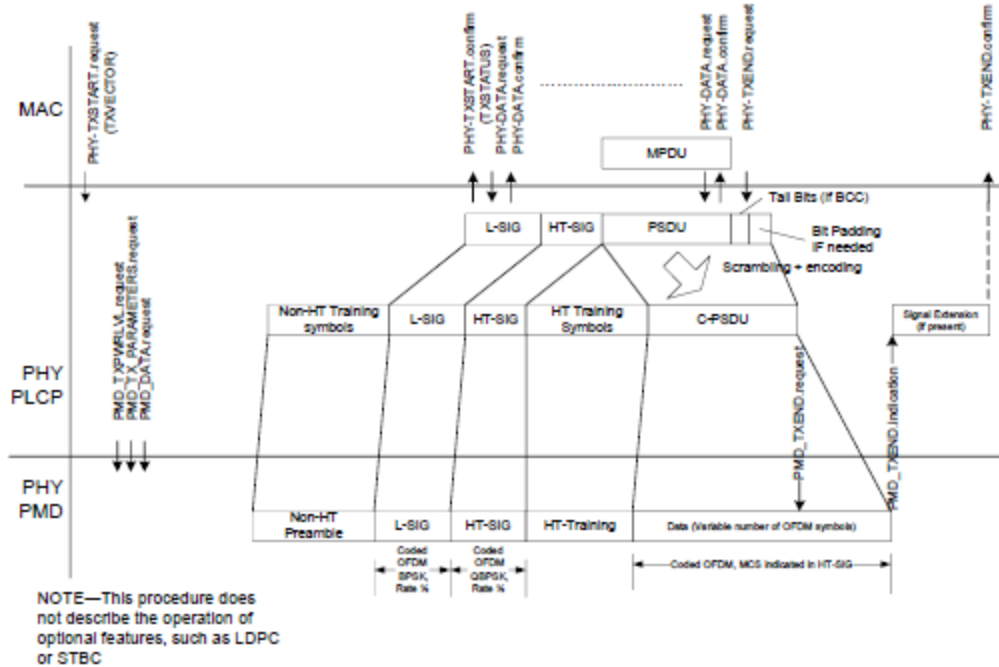 PHY-TXSTART.request
(TXVECTOR)
PHY-TXSTART.confirm
(TXSTATUS)
PHY-DATA.request
PHY-DATA.confirm
PHY-DATA.request
PHY-DATA.confirm
PHY-TXEND.request
PHY-TXEND.confirm
MAC
MPDU
Tail Bits (if BCC)
L-SIG
HT-SIG
PSDU
Bit Padding
IF needed
Scrambling + encoding
PMD_TXPWRLVL.request
PMD_TX_PARAMETERS.request
PMD_DATA.request
Non-HT Training
symbols
L-SIG
HT-SIG
HT Training
Symbols
C-PSDU
Signal Extension
(if present)
PHY
PLCP
PMD_TXEND.request
PMD_TXEND.indication
PHY
PMD
Non-HT
Preamble
L-SIG
HT-SIG
HT-Training
Data (Variable number of OFDM symbols)
Coded
OFDM
BPSK,
Rate ½
Coded
OFDM
QBPSK,
Rate ½
Coded OFDM, MCS indicated in HT-SIG
NOTE—This procedure does
not describe the operation of
optional features, such as LDPC
or STBC